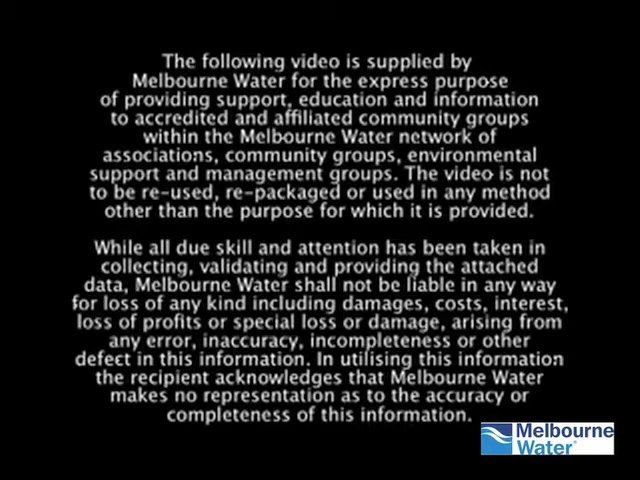 The following video is supplied by
Melbourne Water for the express purpose
of providing support, education and information
to accredited and affiliated community groups
within the Melbourne Water network of
associations, community groups, environmental
support and management groups. The video is not
to be re-used, re-packaged or used in any method
other than the purpose for which it is provided.
While all due skill and attention has been taken in
collecting, validating and providing the attached
data, Melbourne Water shall not be liable in any way
for loss of any kind including damages, costs, interest,
loss of profits or special loss or damage, arising from
any error, inaccuracy, incompleteness or other
defect in this information. In utilising this information
the recipient acknowledges that Melbourne Water
makes no representation as to the accuracy or
completeness of this information.
Melbourne
Water